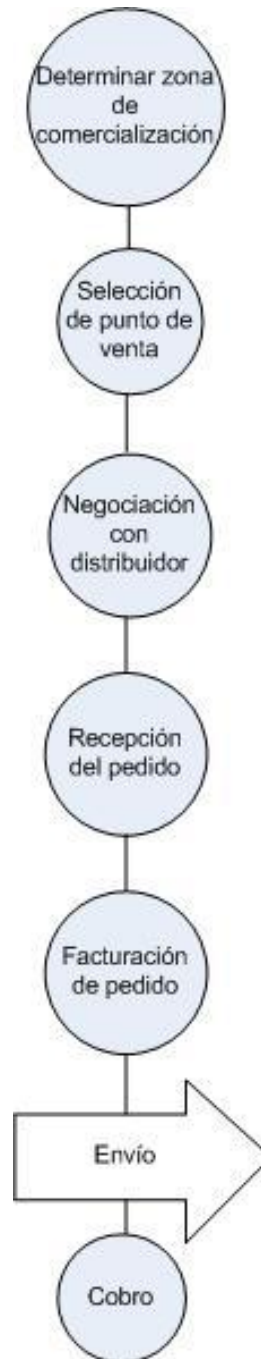 Determinar zona
de
comercialización
Selección
de punto de
venta
Negociación
con
distribuidor
Recepción
del pedido
Facturación
de pedido
Envío
Cobro